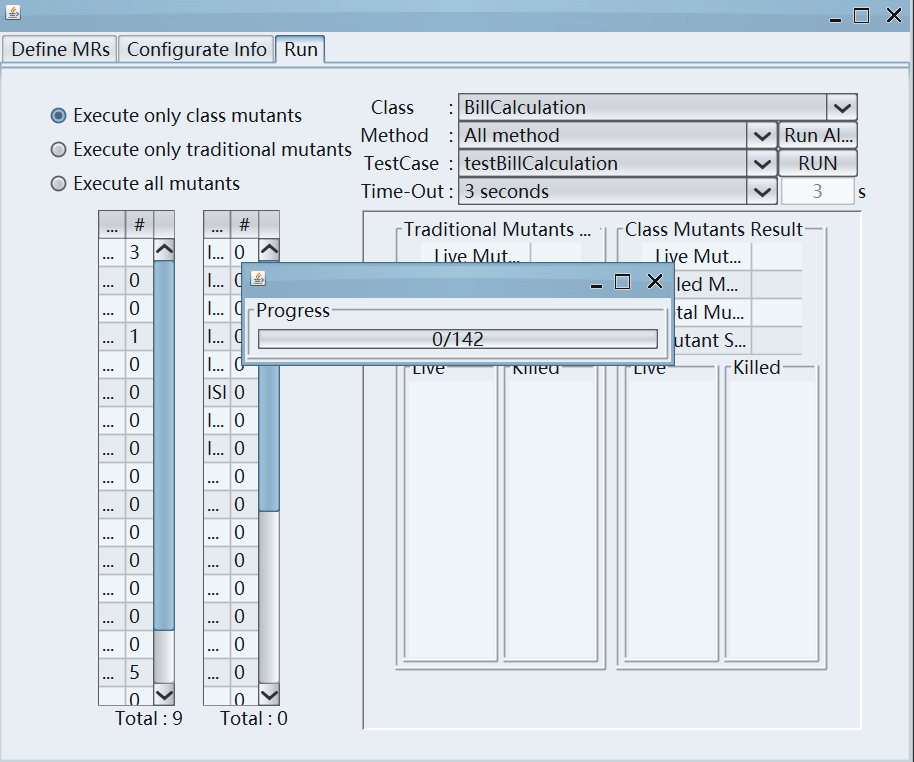 Define MRs Configurate Info Run
Execute only class mutants
Execute only traditional mutants
Execute all mutants
Class : BillCalculation
Method : All method Run Al...
TestCase : testBillCalculation RUN
Time-Out : 3 seconds 3 s
... # ... #
... 3 I... 0
... 0 I... 0
... 0 I... 0
... 1 I... 0
... 0 I... 0
... 0 ISI 0
... 0 I... 0
... 0 I... 0
... 0 ... 0
... 0 ... 0
... 0 ... 0
... 0 ... 0
... 0 ... 0
... 0 ... 0
... 0 ... 0
... 5 ... 0
0 0
Total : 9 Total : 0
Traditional Mutants ... Class Mutants Result
Live Mut... Live Mut...
led M...
tal Mu...
utant S...
Progress
0/142
Live Killed Live Killed